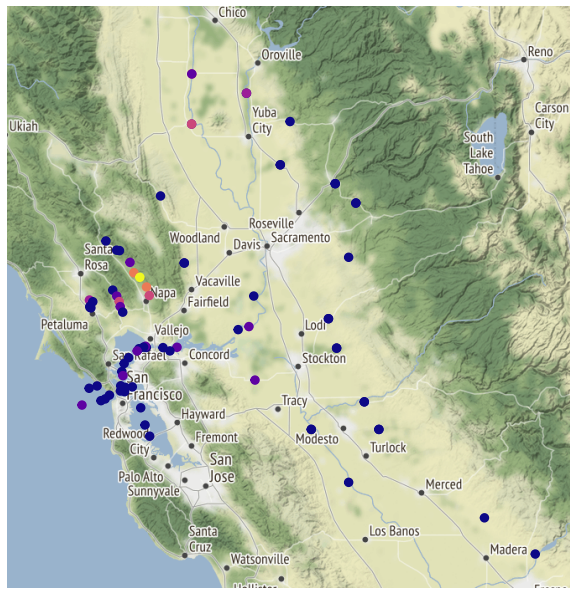 Chico
Oroville
Reno
Carson
City
Yuba
City
Ukiah
South
Lake
Tahoe
Roseville
Woodland
Sacramento
Davis
Santa
Rosa
Vacaville
Napa
Fairfield
Petaluma
Vallejo
Lodi
San Rafael
Concord
Stockton
San
Francisco
Tracy
Hayward
Modesto
Redwood
City
Fremont
Turlock
San
Jose
Palo Alto
Sunnyvale
Merced
Santa
Cruz
Los Banos
Madera
Watsonville
Hollister